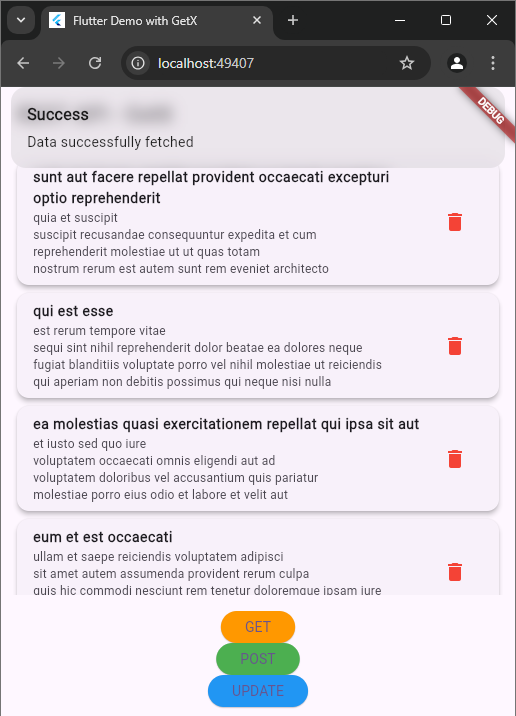 Flutter Demo with GetX
localhost:49407
DEBUG
Success
Data successfully fetched
sunt aut facere repellat provident occaecati excepturi
optio reprehenderit
quia et suscipit
suscipit recusandae consequuntur expedita et cum
reprehenderit molestiae ut ut quas totam
nostrum rerum est autem sunt rem eveniet architecto
qui est esse
est rerum tempore vitae
sequi sint nihil reprehenderit dolor beatae ea dolores neque
fugiat blanditiis voluptate porro vel nihil molestiae ut reiciendis
qui aperiam non debitis possimus qui neque nisi nulla
ea molestias quasi exercitationem repellat qui ipsa sit aut
et iusto sed quo iure
voluptatem occaecati omnis eligendi aut ad
voluptatem doloribus vel accusantium quis pariatur
molestiae porro eius odio et labore et velit aut
eum et est occaecati
ullam et saepe reiciendis voluptatem adipisci
sit amet autem assumenda provident rerum culpa
quis hic commodi nesciunt rem tenetur doloremque ipsam iure
GET
POST
UPDATE